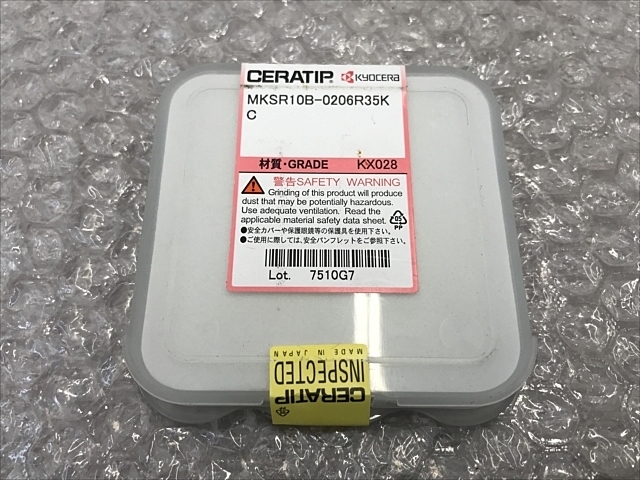 CERATIP KYOCERA
MKSR10B-0206R35K
C
材質・GRADE KX028
警告SAFETY WARNING
Grinding of this product will produce
dust that may be potentially hazardous.
Use adequate ventilation. Read the
applicable material safety data sheet.
05
PP
●安全カバーや保護眼鏡等の保護具を使用下さい。
●ご使用に際しては、安全パンフレットをご参照下さい。
Lot. 7510G7
CERATIP
INSPECTED
MADE IN JAPAN